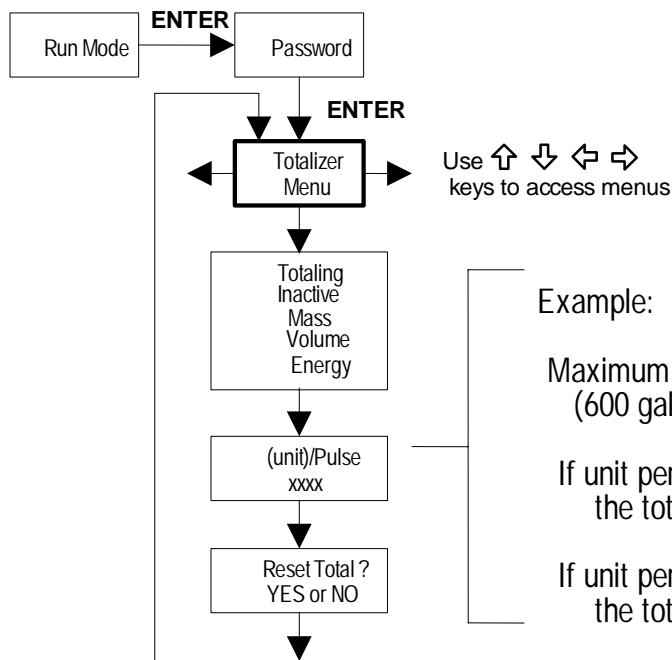 ENTER
Run Mode
Password
ENTER
Totalizer
Menu
Use ⇧ ⇩ ⇦ ⇨
keys to access menus
Totaling
Inactive
Mass
Volume
Energy
(unit)/Pulse
xxxx
Reset Total ?
YES or NO
Example:
Maximum
(600 gal
If unit per
the tot
If unit per
the tot